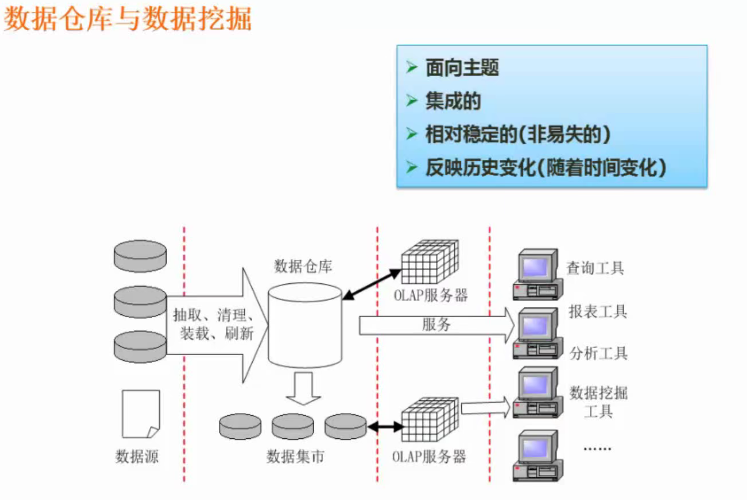 数据仓库与数据挖掘
面向主题
集成的
相对稳定的(非易失的)
反映历史变化(随着时间变化)
数据仓库
OLAP服务器
查询工具
抽取、清理、
装载、刷新
服务
报表工具
分析工具
数据挖掘
工具
数据源
数据集市
OLAP服务器
……